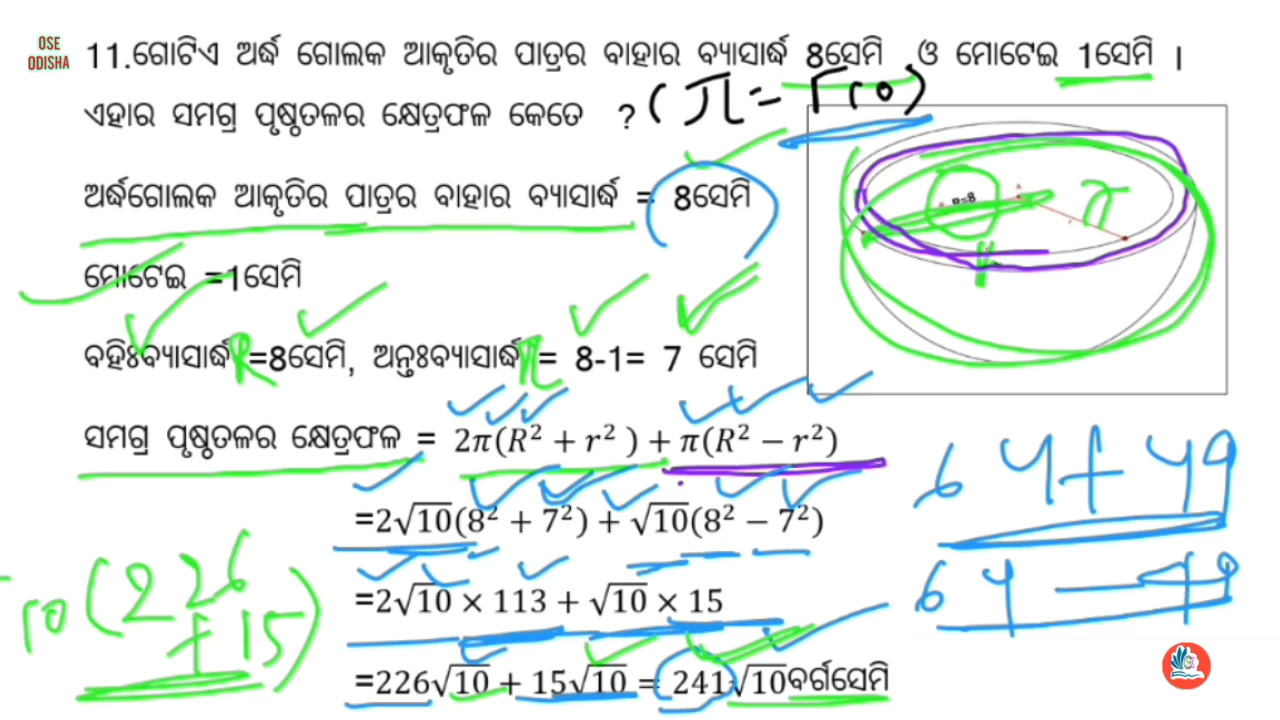 OSE
ODISHA
11.ଗୋଟିଏ ଅର୍ଦ୍ଧ ଗୋଲକ ଆକୃତିର ପାତ୍ରର ବାହାର ବ୍ୟାସାର୍ଦ୍ଧ 8ସେମି ଓ ମୋଟେଇ 1ସେମି ।
ଏହାର ସମଗ୍ର ପୃଷ୍ଠତଳର କ୍ଷେତ୍ରଫଳ କେତେ ? (π = √10)
ଅର୍ଦ୍ଧଗୋଲକ ଆକୃତିର ପାତ୍ରର ବାହାର ବ୍ୟାସାର୍ଦ୍ଧ = 8ସେମି
R=8
r
ମୋଟେଇ =1ସେମି
ବହିଃବ୍ୟାସାର୍ଦ୍ଧ R=8ସେମି, ଅନ୍ତଃବ୍ୟାସାର୍ଦ୍ଧ r = 8-1= 7 ସେମି
ସମଗ୍ର ପୃଷ୍ଠତଳର କ୍ଷେତ୍ରଫଳ = 2π(R² + r² ) + π(R² − r²)
=2√10(8² + 7²) + √10(8² − 7²)
64 + 49
=2√10 × 113 + √10 × 15
64 — 49
√10 (226
+ 15)
=226√10 + 15√10 = 241√10ବର୍ଗସେମି